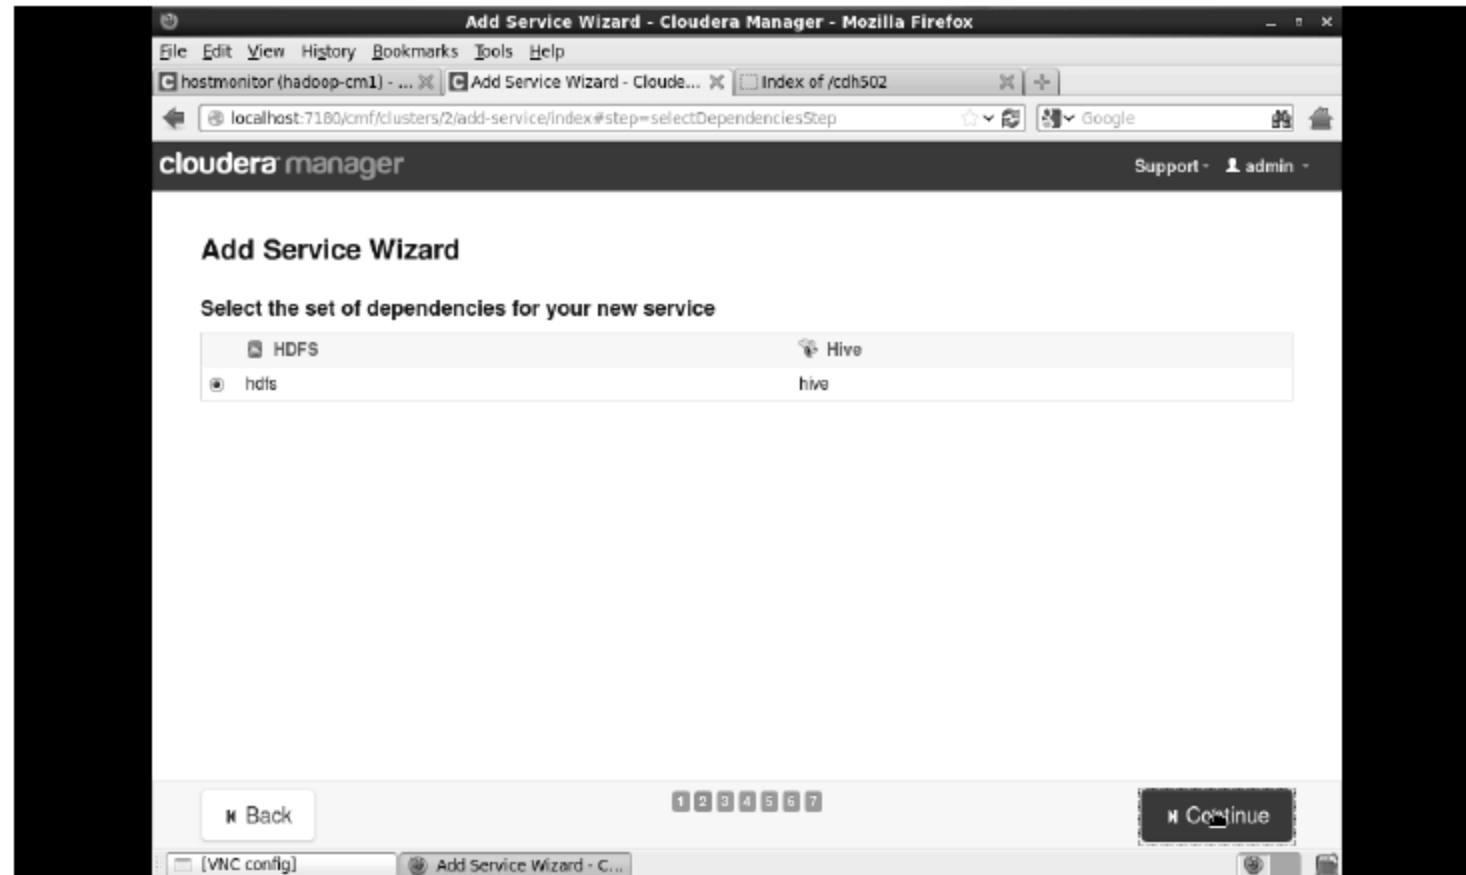 Add Service Wizard - Cloudera Manager - Mozilla Firefox
File Edit View History Bookmarks Tools Help
hostmonitor (hadoop-cm1) - ... Add Service Wizard - Cloude... Index of /cdh502
localhost:7180/cmf/clusters/2/add-service/index#step=selectDependenciesStep Google
cloudera manager Support admin
Add Service Wizard
Select the set of dependencies for your new service
HDFS Hive
hdfs hive
Back 1 2 3 4 5 6 7 Continue
[VNC config] Add Service Wizard - C...